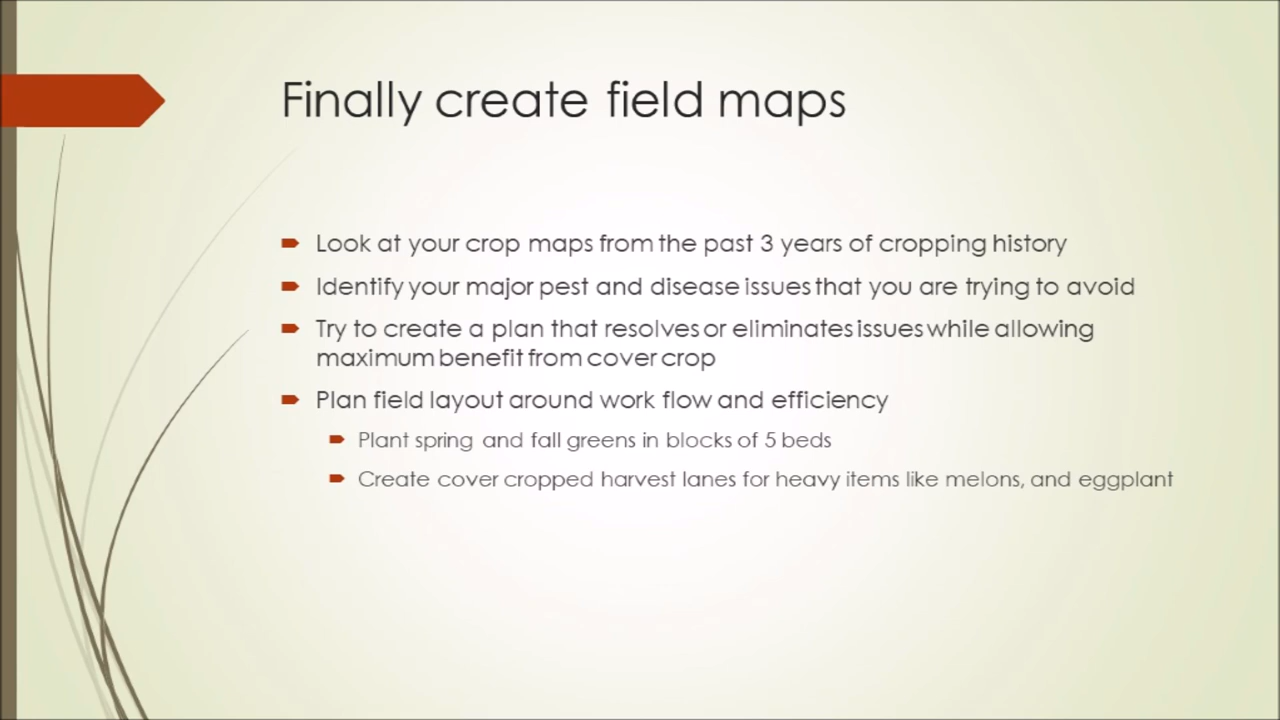 Finally create field maps
Look at your crop maps from the past 3 years of cropping history
Identify your major pest and disease issues that you are trying to avoid
Try to create a plan that resolves or eliminates issues while allowing
maximum benefit from cover crop
Plan field layout around work flow and efficiency
Plant spring and fall greens in blocks of 5 beds
Create cover cropped harvest lanes for heavy items like melons, and eggplant